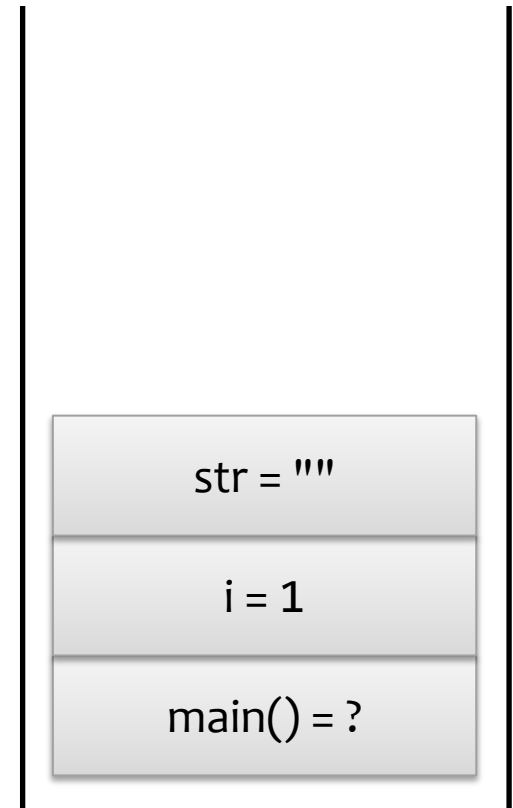 str = ""
i = 1
main() = ?